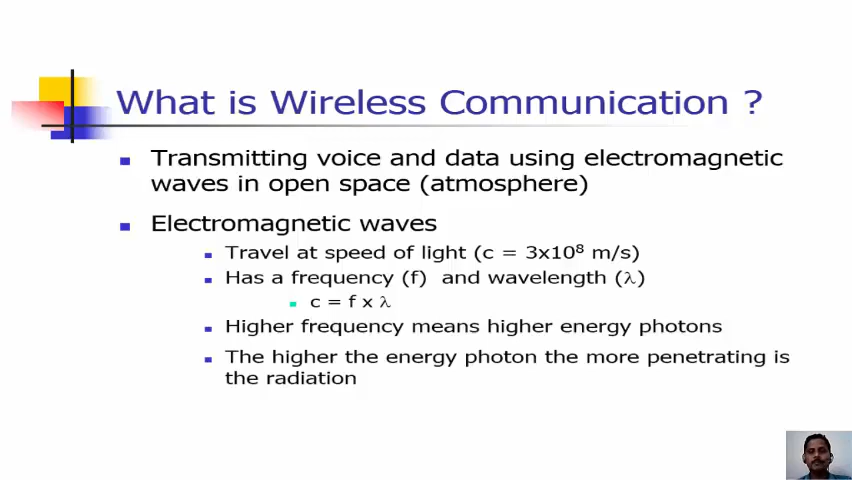 What is Wireless Communication ?
Transmitting voice and data using electromagnetic
waves in open space (atmosphere)
Electromagnetic waves
Travel at speed of light (c = 3x10⁸ m/s)
Has a frequency (f) and wavelength (λ)
c = f x λ
Higher frequency means higher energy photons
The higher the energy photon the more penetrating is
the radiation